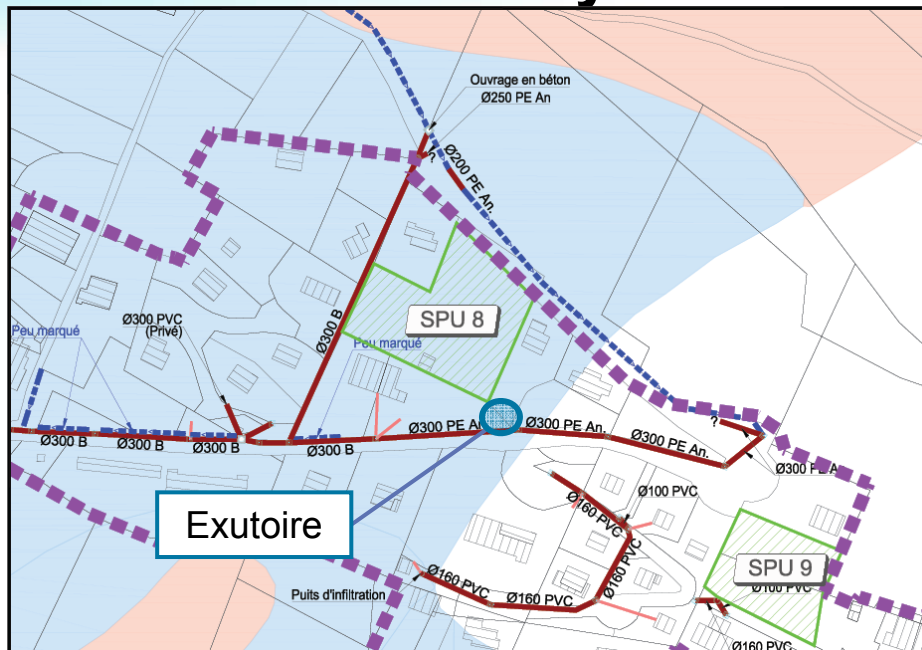 y
Ouvrage en béton
Ø250 PE An
?
Ø200 PE An.
Ø300 PVC
(Privé)
Peu marqué
Ø300 B
SPU 8
Peu marqué
Ø300 PE An.
Ø300 PE An.
Ø300 PE An.
?
Ø300 B
Ø300 B
Ø300 B
Ø300 PE A
Ø160 PVC
Ø100 PVC
Exutoire
Ø160 PVC
SPU 9
Ø100 PVC
Ø160 PVC
Puits d'infiltration
Ø160 PVC
Ø160 PVC